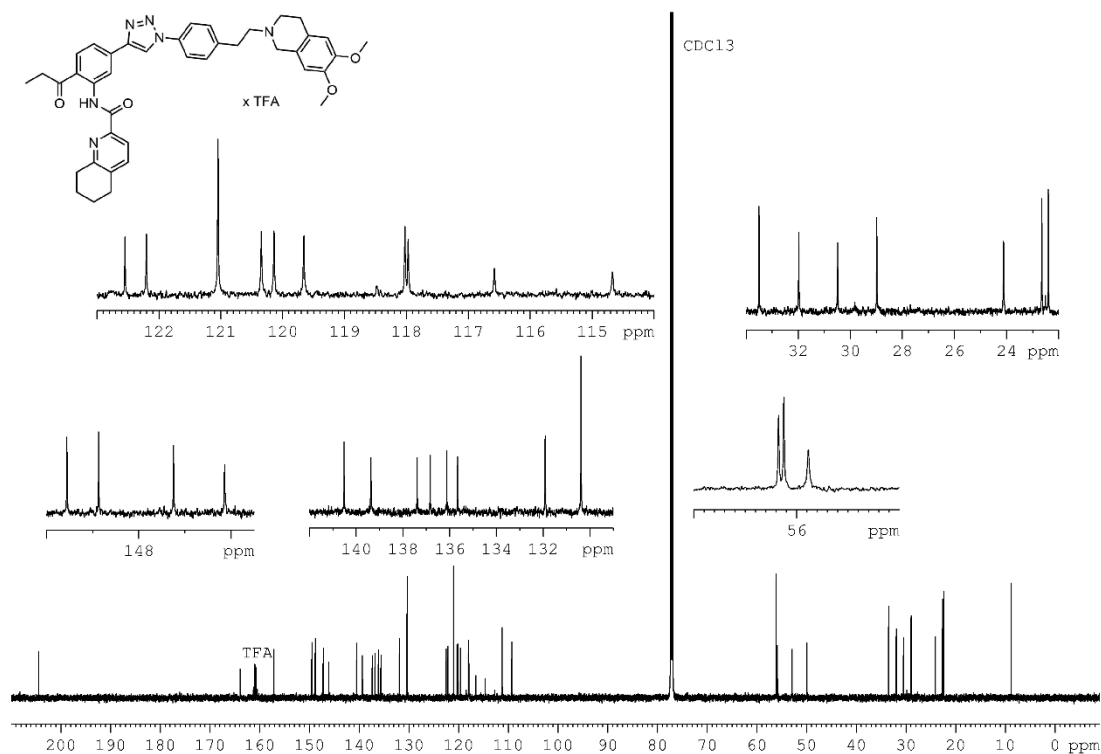 N=N
N
N
O
O
O
HN
O
N
x TFA
CDCl3
122 121 120 119 118 117 116 115 ppm
32 30 28 26 24 ppm
148 ppm
140 138 136 134 132 ppm
56 ppm
TFA
200 190 180 170 160 150 140 130 120 110 100 90 80 70 60 50 40 30 20 10 0 ppm